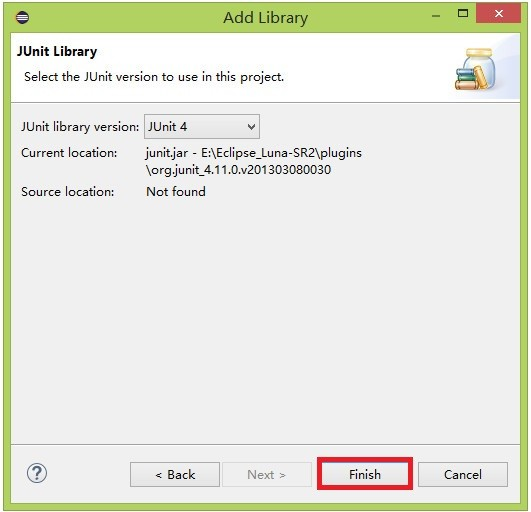 Add Library
JUnit Library
Select the JUnit version to use in this project.
JUnit library version: JUnit 4
Current location: junit.jar - E:\Eclipse_Luna-SR2\plugins
\org.junit_4.11.0.v201303080030
Source location: Not found
? < Back Next > Finish Cancel